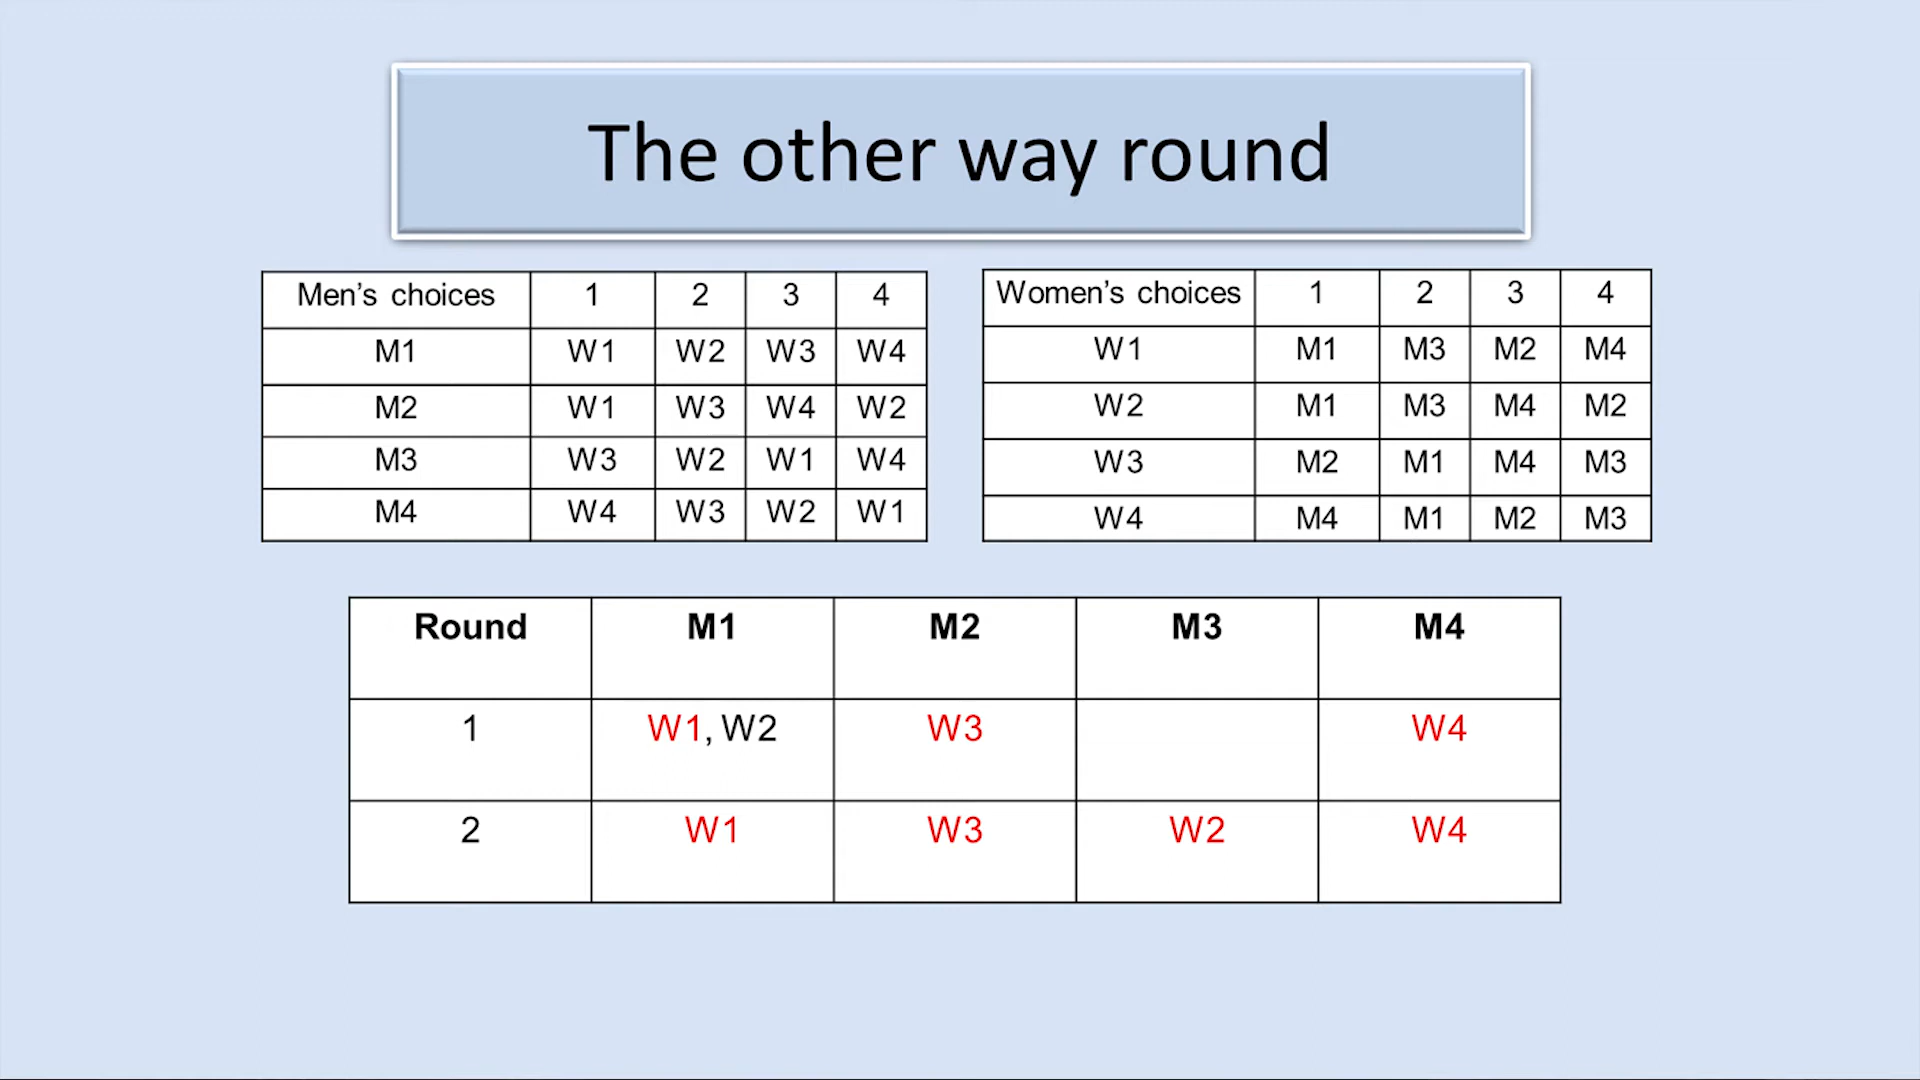 The other way round
Men's choices 1 2 3 4
M1 W1 W2 W3 W4
M2 W1 W3 W4 W2
M3 W3 W2 W1 W4
M4 W4 W3 W2 W1
Women's choices 1 2 3 4
W1 M1 M3 M2 M4
W2 M1 M3 M4 M2
W3 M2 M1 M4 M3
W4 M4 M1 M2 M3
Round M1 M2 M3 M4
1 W1, W2 W3 W4
2 W1 W3 W2 W4